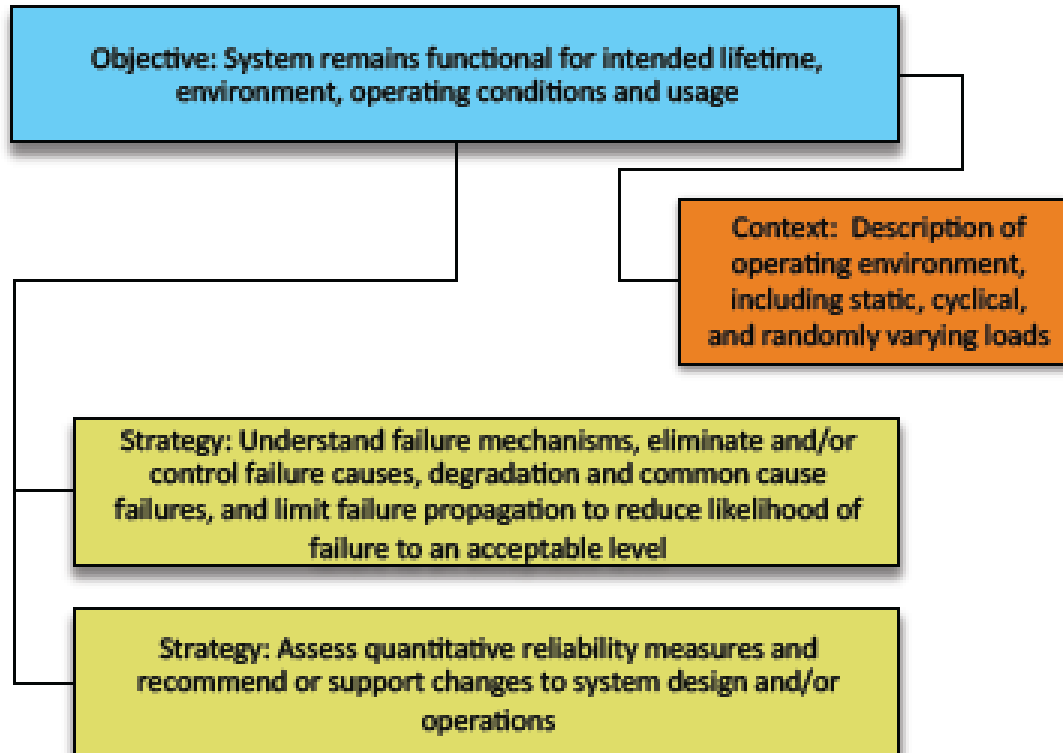 Objective: System remains functional for intended lifetime,
environment, operating conditions and usage
Context:  Description of
operating environment,
including static, cyclical,
and randomly varying loads
Strategy: Understand failure mechanisms, eliminate and/or
control failure causes, degradation and common cause
failures, and limit failure propagation to reduce likelihood of
failure to an acceptable level
Strategy: Assess quantitative reliability measures and
recommend or support changes to system design and/or
operations